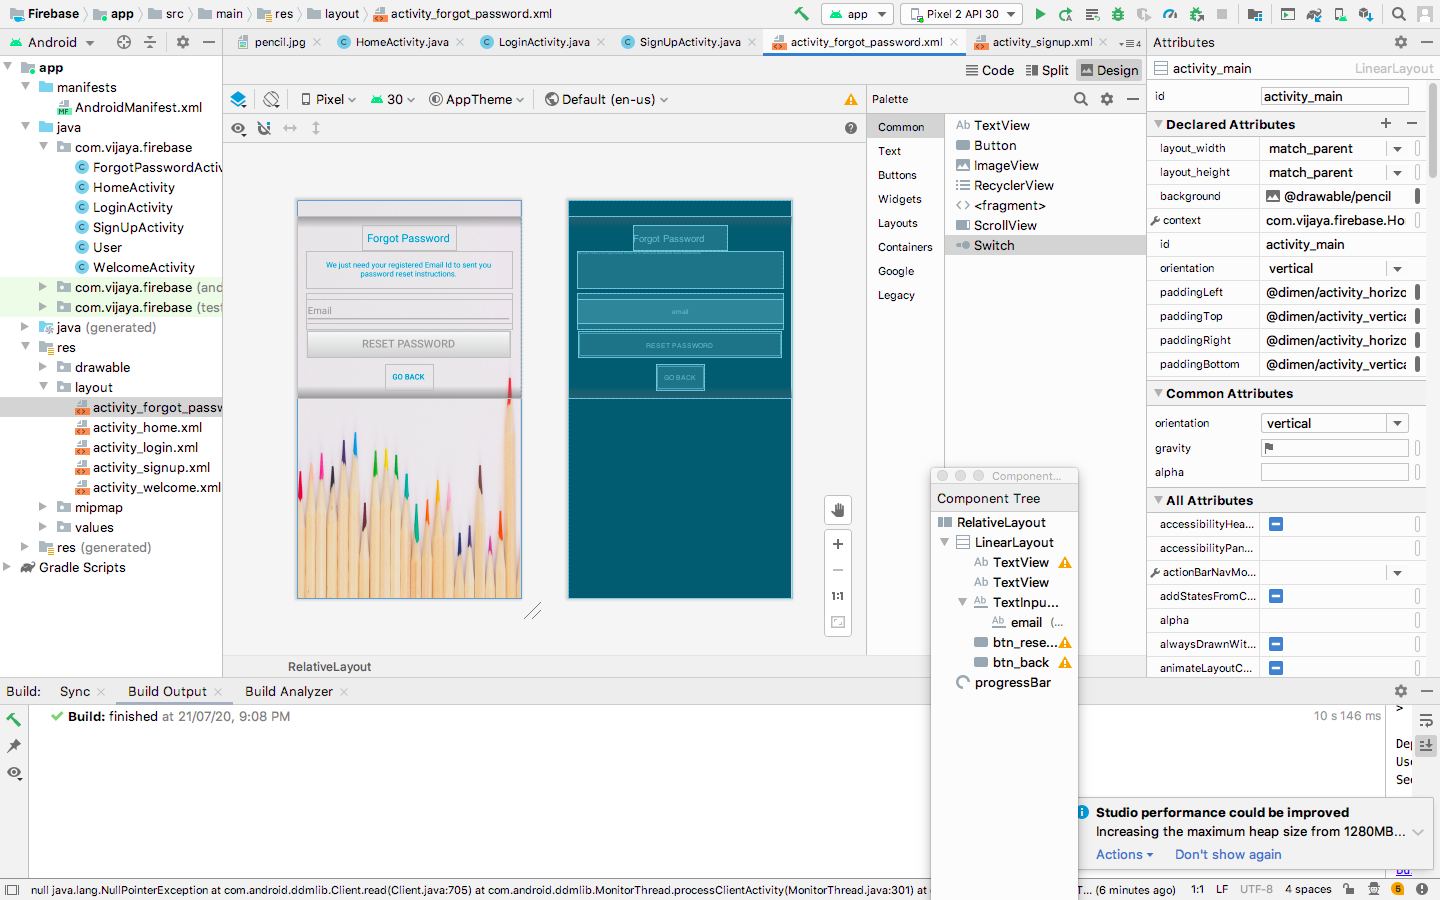 Firebase app src main res layout activity_forgot_password.xml app Pixel 2 API 30
Android pencil.jpg HomeActivity.java LoginActivity.java SignUpActivity.java activity_forgot_password.xml activity_signup.xml 4 Attributes
Code Split Design
activity_main LinearLayout
Pixel 30 AppTheme Default (en-us) Palette
id activity_main
Declared Attributes
layout_width match_parent
layout_height match_parent
background @drawable/pencil
context com.vijaya.firebase.Ho
id activity_main
orientation vertical
paddingLeft @dimen/activity_horizo
paddingTop @dimen/activity_vertica
paddingRight @dimen/activity_horizo
paddingBottom @dimen/activity_vertica
Common Attributes
orientation vertical
gravity
alpha
All Attributes
accessibilityHea...
accessibilityPan...
actionBarNavMo...
addStatesFromC...
alpha
alwaysDrawnWit...
animateLayoutC...
app
manifests
AndroidManifest.xml
java
com.vijaya.firebase
ForgotPasswordActiv
HomeActivity
LoginActivity
SignUpActivity
User
WelcomeActivity
com.vijaya.firebase (and
com.vijaya.firebase (test
java (generated)
res
drawable
layout
activity_forgot_passw
activity_home.xml
activity_login.xml
activity_signup.xml
activity_welcome.xml
mipmap
values
res (generated)
Gradle Scripts
Common
Text
Buttons
Widgets
Layouts
Containers
Google
Legacy
Ab TextView
Button
ImageView
RecyclerView
<fragment>
ScrollView
Switch
Forgot Password
We just need your registered Email Id to sent you
password reset instructions.
Email
RESET PASSWORD
GO BACK
Forgot Password
email
RESET PASSWORD
GO BACK
1:1
RelativeLayout
Component...
Component Tree
RelativeLayout
LinearLayout
Ab TextView
Ab TextView
Ab TextInpu...
Ab email (...
btn_rese...
btn_back
progressBar
Build: Sync Build Output Build Analyzer
Build: finished at 21/07/20, 9:08 PM 10 s 146 ms
>
Dep
Use
See
Studio performance could be improved
Increasing the maximum heap size from 1280MB...
Actions Don't show again
null java.lang.NullPointerException at com.android.ddmlib.Client.read(Client.java:705) at com.android.ddmlib.MonitorThread.processClientActivity(MonitorThread.java:301) at c T... (6 minutes ago) 1:1 LF UTF-8 4 spaces 5